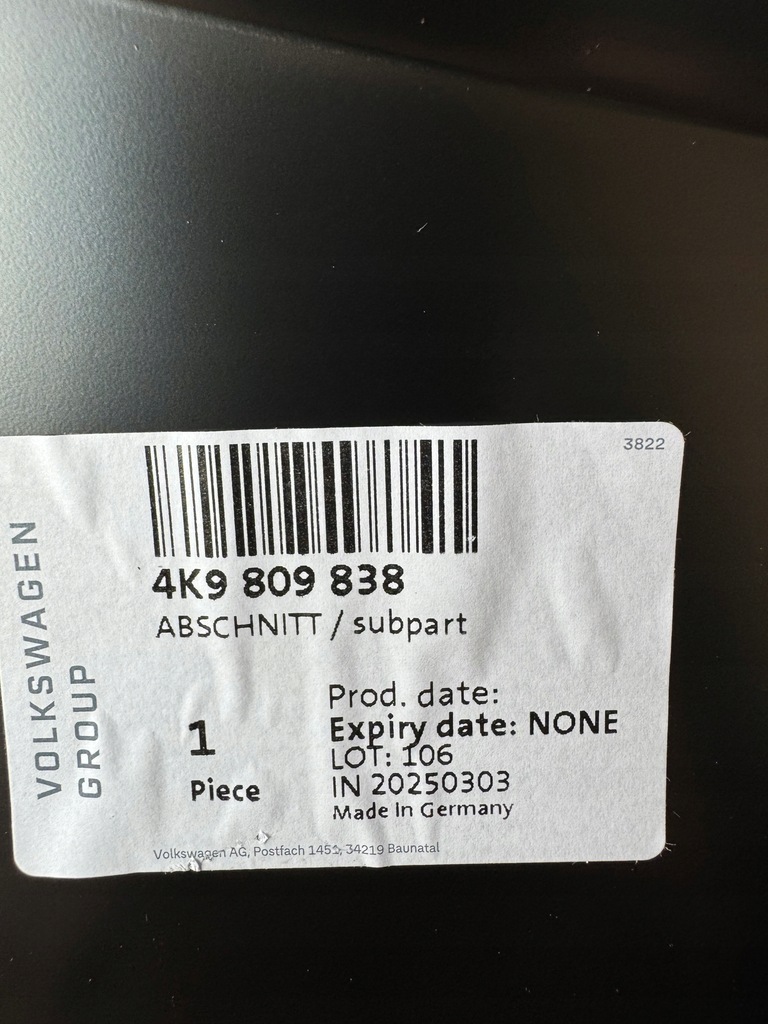 3822
4K9 809 838
ABSCHNITT / subpart
VOLKSWAGEN
GROUP
1
Piece
Prod. date:
Expiry date: NONE
LOT: 106
IN 20250303
Made In Germany
Volkswagen AG, Postfach 1451, 34219 Baunatal